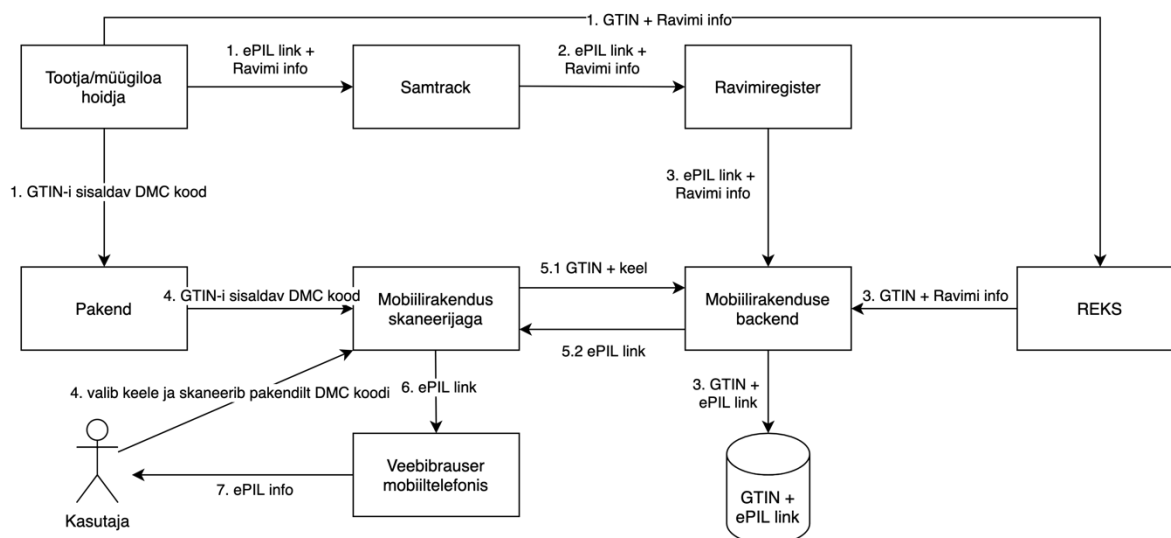 1. GTIN + Ravimi info
Tootja/müügiloa
hoidja
1. ePIL link +
Ravimi info
Samtrack
2. ePIL link +
Ravimi info
Ravimiregister
1. GTIN-i sisaldav DMC kood
3. ePIL link +
Ravimi info
Pakend
4. GTIN-i sisaldav DMC kood
Mobiilirakendus
skaneerijaga
5.1 GTIN + keel
5.2 ePIL link
Mobiilirakenduse
backend
3. GTIN + Ravimi info
REKS
4. valib keele ja skaneerib pakendilt DMC koodi
6. ePIL link
3. GTIN +
ePIL link
Kasutaja
7. ePIL info
Veebibrauser
mobiiltelefonis
GTIN +
ePIL link